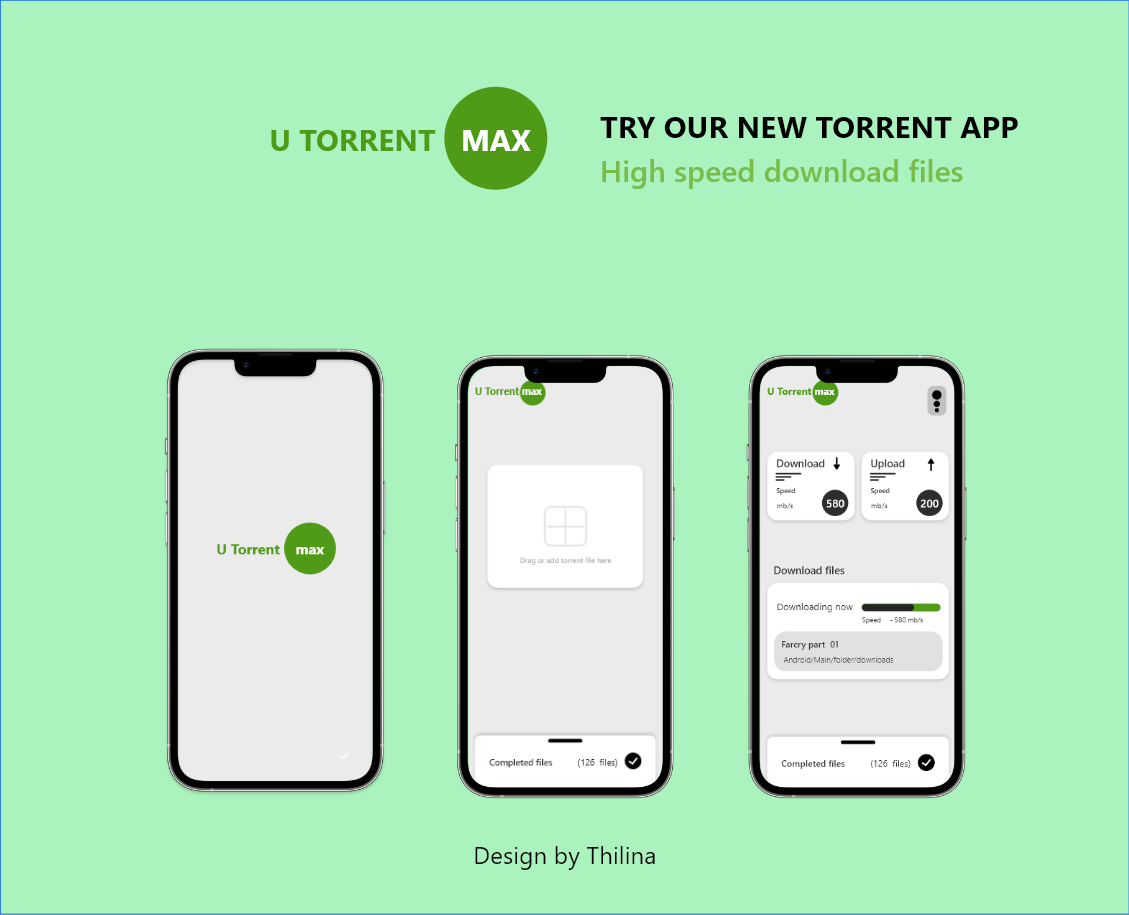 U TORRENT MAX
TRY OUR NEW TORRENT APP
High speed download files
U Torrent max
U Torrent max
Drag or add torrent file here
Completed files (126 files)
U Torrent max
Download
Speed
mb/s
580
Upload
Speed
mb/s
200
Download files
Downloading now
Speed - 580 mb/s
Farcry part 01
Android/Main/folder/downloads
Completed files (126 files)
Design by Thilina